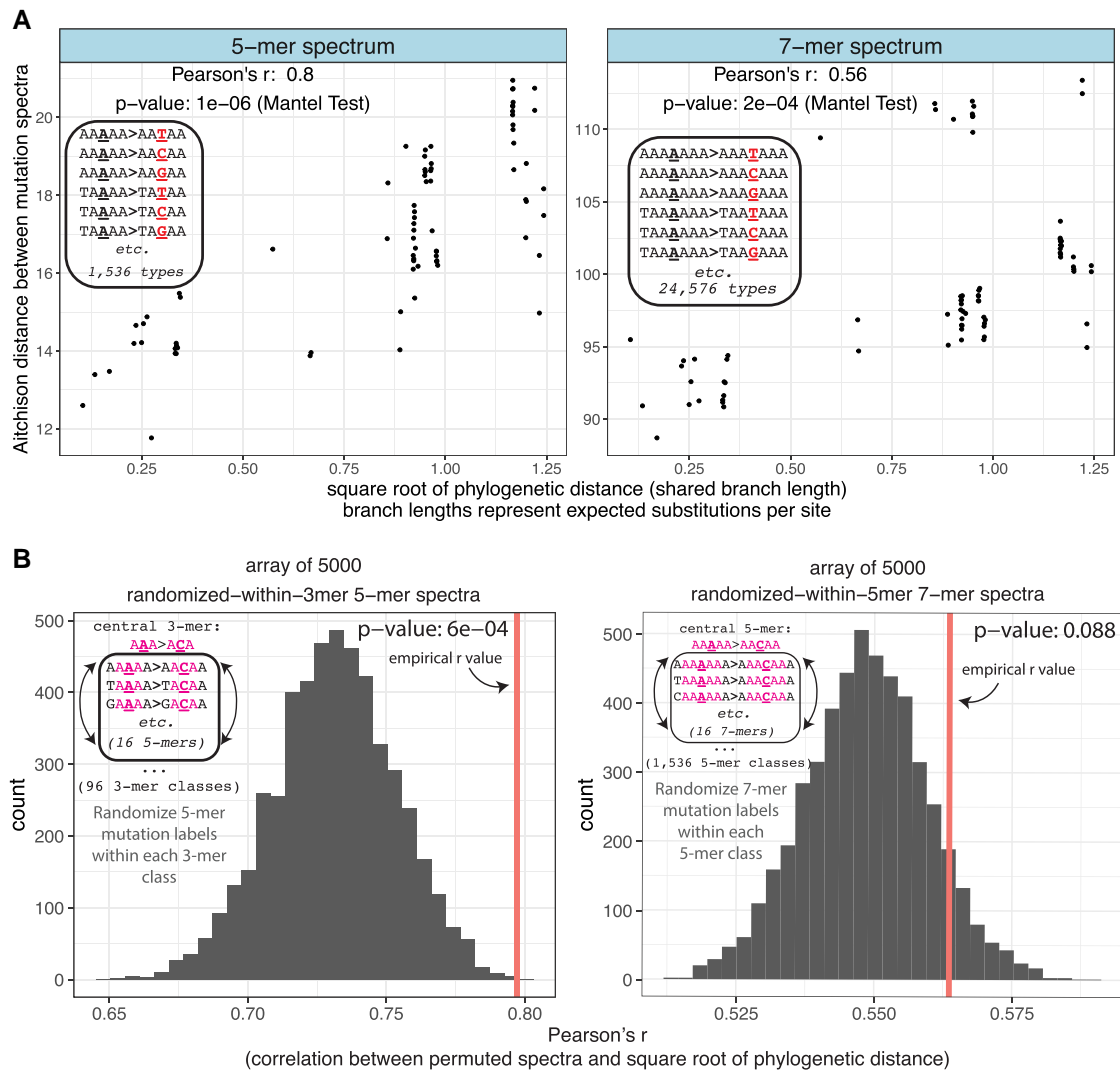 A
5−mer spectrum
7−mer spectrum
Pearson's r: 0.8
p−value: 1e−06 (Mantel Test)
Pearson's r: 0.56
p−value: 2e−04 (Mantel Test)
AAAAA>AATAA
AAAAA>AACAA
AAAAA>AAGAA
TAAAA>TATAA
TAAAA>TACAA
TAAAA>TAGAA
etc.
1,536 types
AAAAAAA>AAATAAA
AAAAAAA>AAACAAA
AAAAAAA>AAAGAAA
TAAAAAA>TAATAAA
TAAAAAA>TAACAAA
TAAAAAA>TAAGAAA
etc.
24,576 types
Aitchison distance between mutation spectra
20
18
16
14
12
110
105
100
95
90
0.25
0.50
0.75
1.00
1.25
0.25
0.50
0.75
1.00
1.25
square root of phylogenetic distance (shared branch length)
branch lengths represent expected substitutions per site
B
array of 5000
randomized−within−3mer 5−mer spectra
array of 5000
randomized−within−5mer 7−mer spectra
central 3-mer:
AAA>ACA
AAAAA>AACAA
TAAAA>TACAA
GAAAA>GACAA
etc.
(16 5-mers)
...
(96 3-mer classes)
Randomize 5-mer
mutation labels
within each 3-mer
class
p−value: 6e−04
empirical r value
central 5-mer:
AAAAA>AACAA
AAAAAAA>AAACAAA
TAAAAAA>AAACAAA
CAAAAAA>AAACAAA
etc.
(16 7-mers)
...
(1,536 5-mer classes)
Randomize 7-mer
mutation labels
within each
5-mer class
p−value: 0.088
empirical r value
count
500
400
300
200
100
0
count
500
400
300
200
100
0
0.65
0.70
0.75
0.80
0.525
0.550
0.575
Pearson's r
(correlation between permuted spectra and square root of phylogenetic distance)